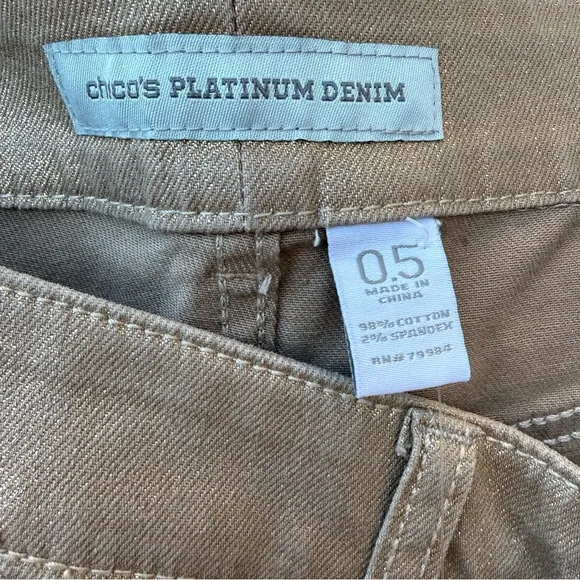 chico's PLATINUM DENIM
0.5
MADE IN
CHINA
98% COTTON
2% SPANDEX
RN# 79984